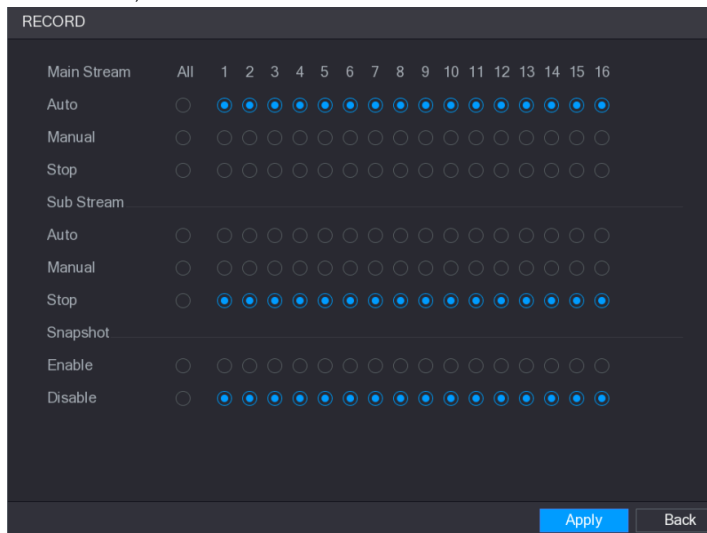 RECORD
Main Stream All 1 2 3 4 5 6 7 8 9 10 11 12 13 14 15 16
Auto
Manual
Stop
Sub Stream
Auto
Manual
Stop
Snapshot
Enable
Disable
Apply Back